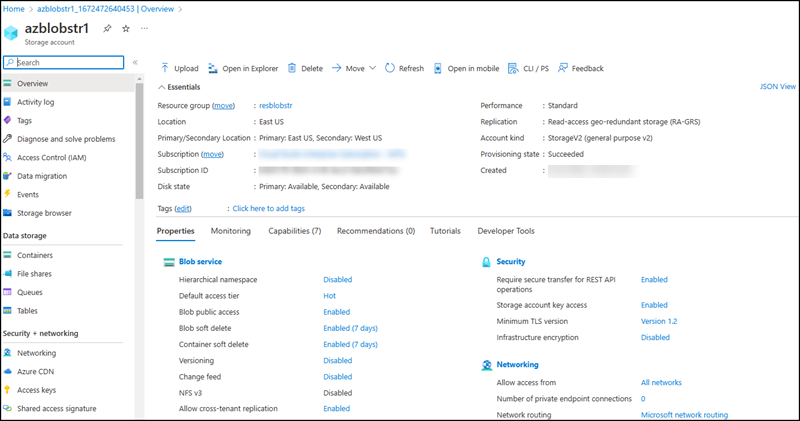 Home > azblobstr1_1672472640453 | Overview >
azblobstr1
Storage account
Search
Upload Open in Explorer Delete Move Refresh Open in mobile CLI / PS Feedback
Overview
Activity log
Tags
Diagnose and solve problems
Access Control (IAM)
Data migration
Events
Storage browser
Data storage
Containers
File shares
Queues
Tables
Security + networking
Networking
Azure CDN
Access keys
Shared access signature
Essentials
JSON View
Resource group (move) : resblobstr
Location : East US
Primary/Secondary Location : Primary: East US, Secondary: West US
Subscription (move) :
Subscription ID :
Disk state : Primary: Available, Secondary: Available
Performance : Standard
Replication : Read-access geo-redundant storage (RA-GRS)
Account kind : StorageV2 (general purpose v2)
Provisioning state : Succeeded
Created :
Tags (edit) : Click here to add tags
Properties Monitoring Capabilities (7) Recommendations (0) Tutorials Developer Tools
Blob service
Hierarchical namespace Disabled
Default access tier Hot
Blob public access Enabled
Blob soft delete Enabled (7 days)
Container soft delete Enabled (7 days)
Versioning Disabled
Change feed Disabled
NFS v3 Disabled
Allow cross-tenant replication Enabled
Security
Require secure transfer for REST API Enabled
operations
Storage account key access Enabled
Minimum TLS version Version 1.2
Infrastructure encryption Disabled
Networking
Allow access from All networks
Number of private endpoint connections 0
Network routing Microsoft network routing